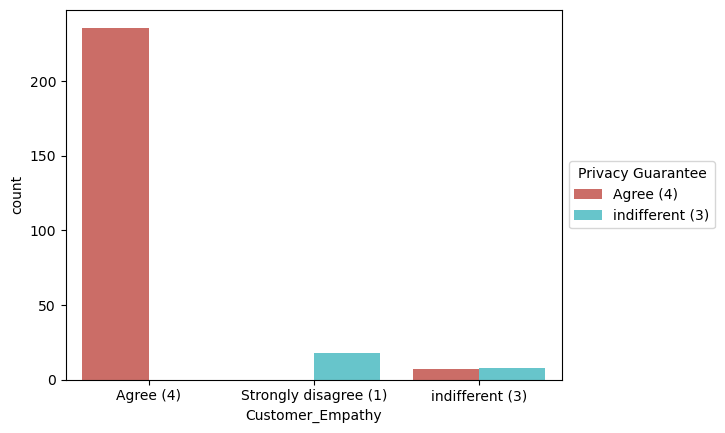 200
150
100
50
0
count
Agree (4)
Strongly disagree (1)
indifferent (3)
Customer_Empathy
Privacy Guarantee
Agree (4)
indifferent (3)